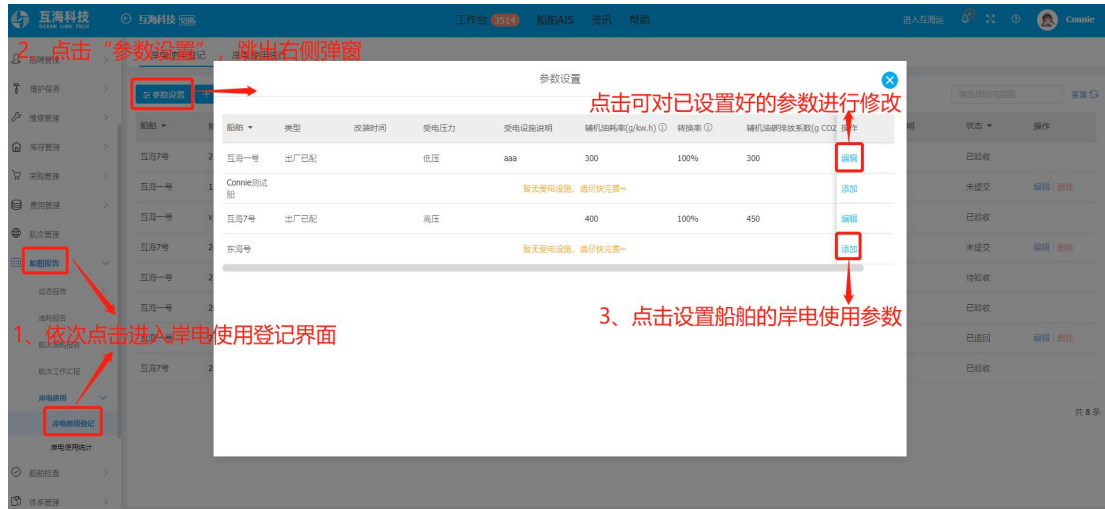 互海科技
OCEAN LINK TECH
互海科技 切换
工作台 3514 船舶AIS 资讯 帮助
进入互海运
Connie
2、点击“参数设置”，跳出右侧弹窗
维护保养
维修管理
库存管理
采购管理
费用管理
航次管理
船舶报告
动态报告
油耗报告
航次工作汇报
岸电使用
岸电使用登记
岸电使用统计
船舶检查
体系管理
1、依次点击进入岸电使用登记界面
参数设置
船舶
互海7号
互海一号
互海一号
互海7号
互海一号
互海一号
互海7号
参数设置
点击可对已设置好的参数进行修改
船舶 类型 改装时间 受电压力 受电设施说明 辅机油耗率(g/kw.h) 转换率 辅机油碳排放系数(g CO2 操作
互海一号 出厂已配 低压 aaa 300 100% 300 编辑
Connie测试船 暂无受电设施，请尽快完善~ 添加
互海7号 出厂已配 高压 400 100% 450 编辑
东海号 暂无受电设施，请尽快完善~ 添加
3、点击设置船舶的岸电使用参数
重置
状态 操作
已验收
未提交 编辑 删除
已验收
未提交 编辑 删除
待验收
已验收
已退回 编辑 删除
已验收
共 8 条